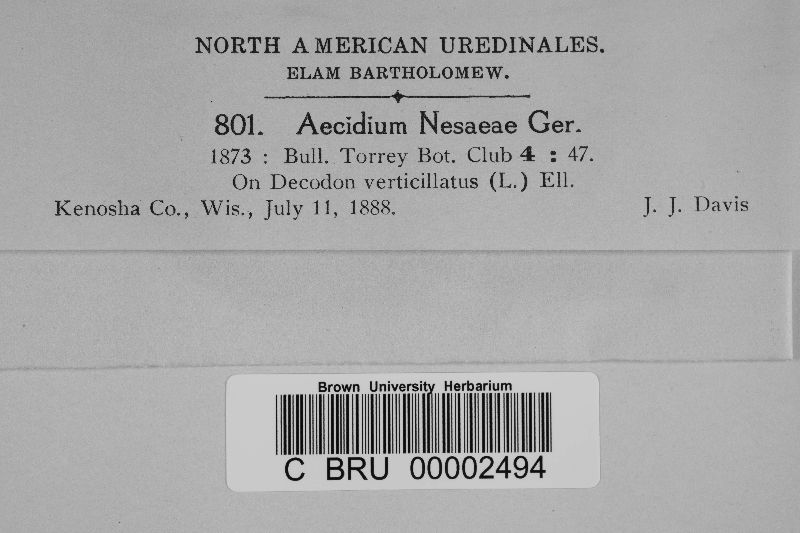 NORTH AMERICAN UREDINALES.
ELAM BARTHOLOMEW.
801. Aecidium Nesaeae Ger.
1873 : Bull. Torrey Bot. Club 4 : 47.
On Decodon verticillatus (L.) Ell.
Kenosha Co., Wis., July 11, 1888. J. J. Davis
Brown University Herbarium
C BRU 00002494